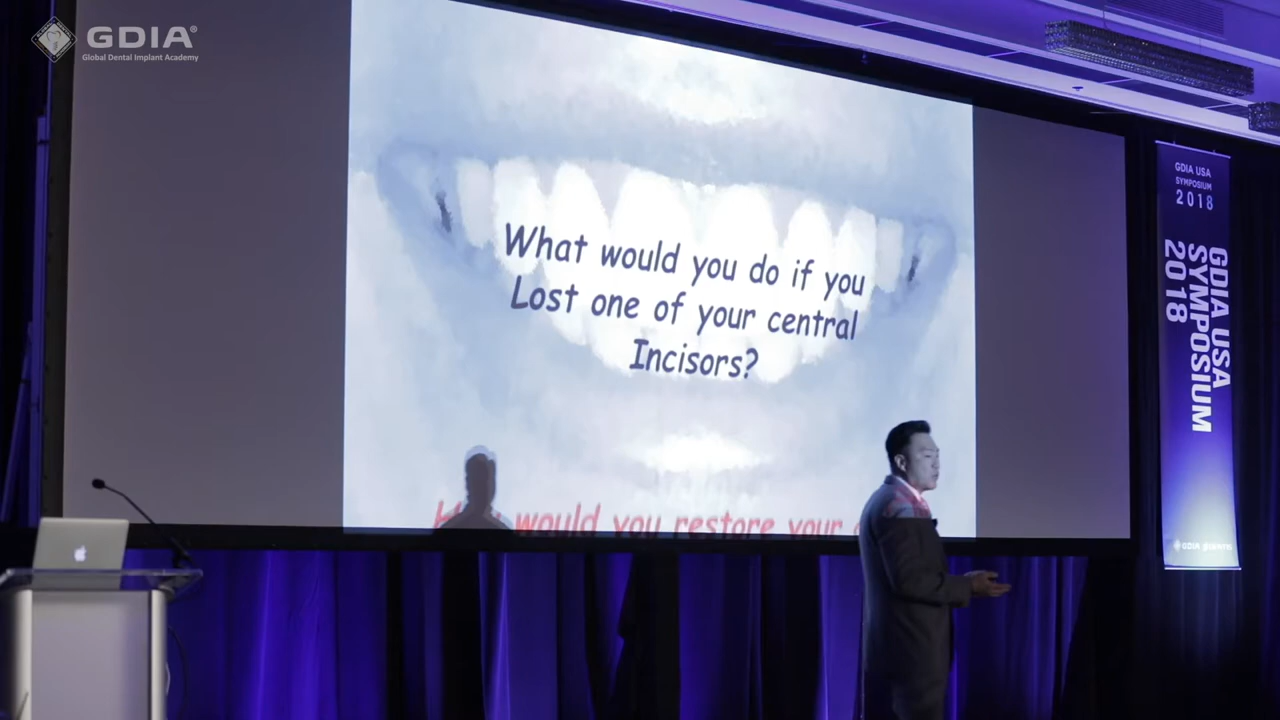 GDIA®
Global Dental Implant Academy
What would you do if you
Lost one of your central
Incisors?
would you restore your
GDIA USA
SYMPOSIUM
2018
GDIA USA
SYMPOSIUM
2018
GDIA